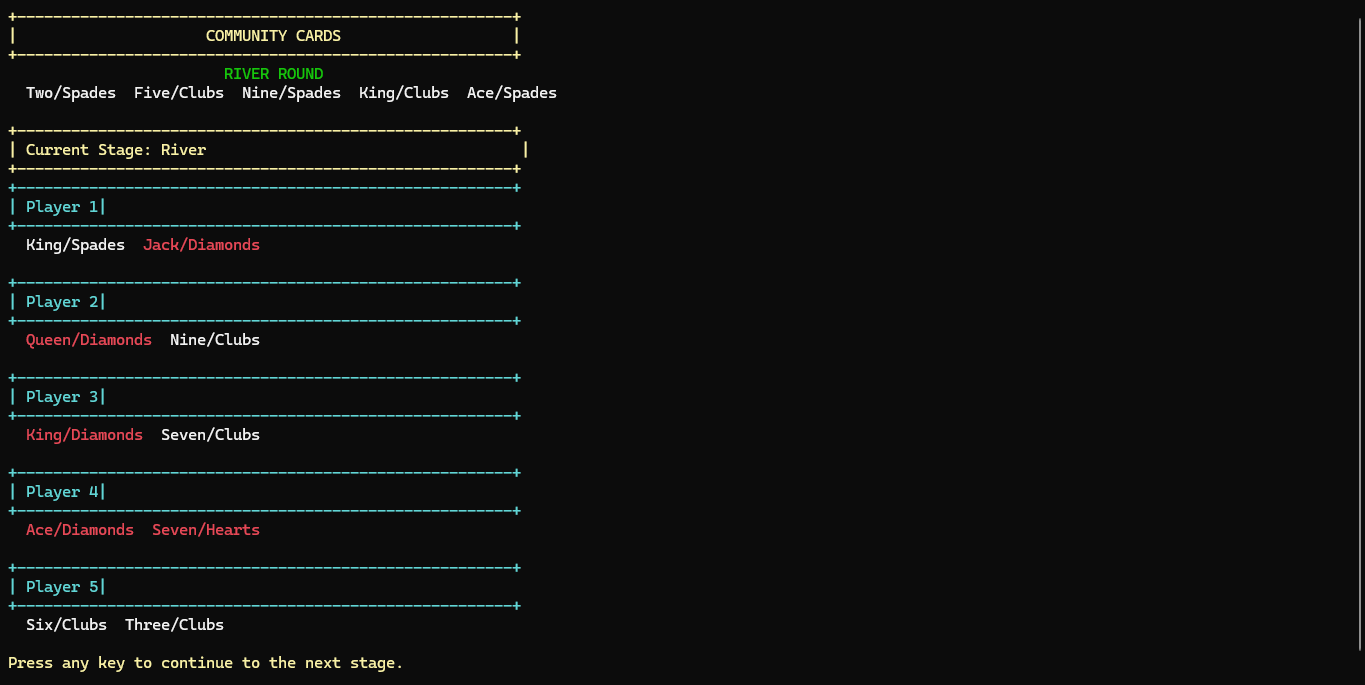 COMMUNITY CARDS
RIVER ROUND
Two/Spades Five/Clubs Nine/Spades King/Clubs Ace/Spades
Current Stage: River
Player 1
King/Spades Jack/Diamonds
Player 2
Queen/Diamonds Nine/Clubs
Player 3
King/Diamonds Seven/Clubs
Player 4
Ace/Diamonds Seven/Hearts
Player 5
Six/Clubs Three/Clubs
Press any key to continue to the next stage.